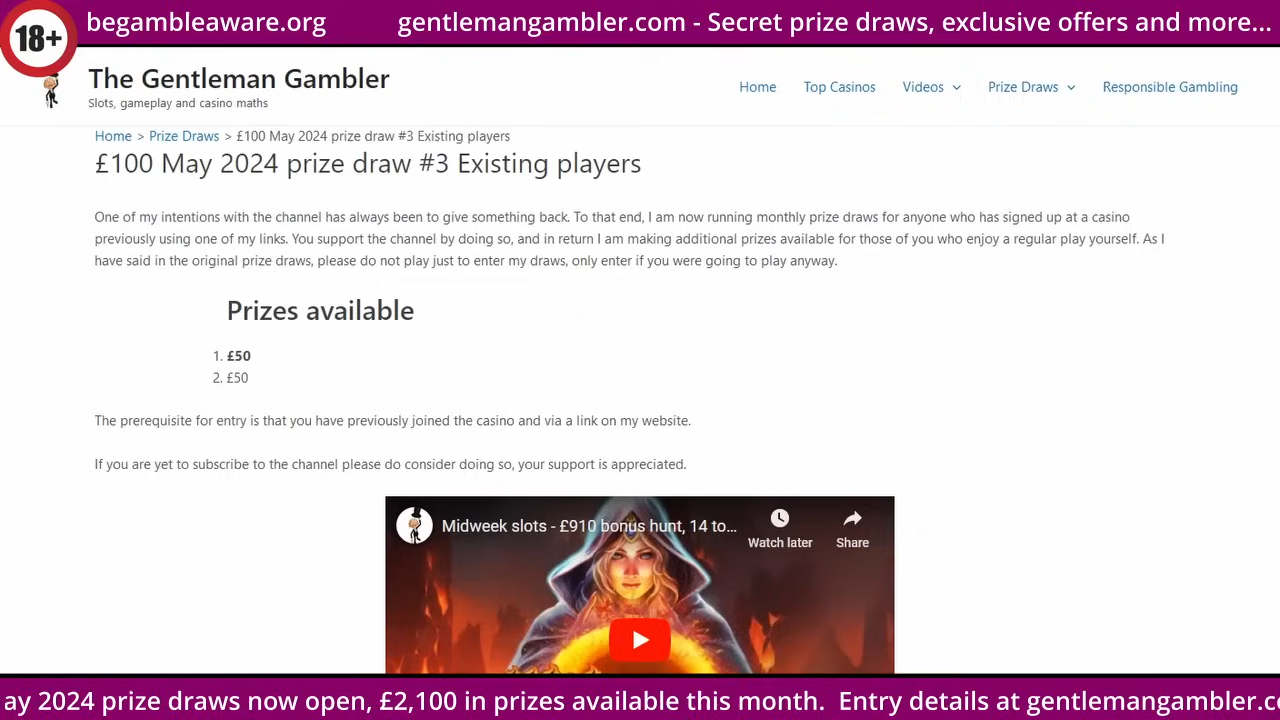 begambleaware.org
gentlemangambler.com - Secret prize draws, exclusive offers and more...
18+
The Gentleman Gambler
Slots, gameplay and casino maths
Home
Top Casinos
Videos
Prize Draws
Responsible Gambling
Home > Prize Draws > £100 May 2024 prize draw #3 Existing players
£100 May 2024 prize draw #3 Existing players
One of my intentions with the channel has always been to give something back. To that end, I am now running monthly prize draws for anyone who has signed up at a casino
previously using one of my links. You support the channel by doing so, and in return I am making additional prizes available for those of you who enjoy a regular play yourself. As I
have said in the original prize draws, please do not play just to enter my draws, only enter if you were going to play anyway.
Prizes available
1. £50
2. £50
The prerequisite for entry is that you have previously joined the casino and via a link on my website.
If you are yet to subscribe to the channel please do consider doing so, your support is appreciated.
Midweek slots - £910 bonus hunt, 14 to...
Watch later
Share
ay 2024 prize draws now open, £2,100 in prizes available this month. Entry details at gentlemangambler.c